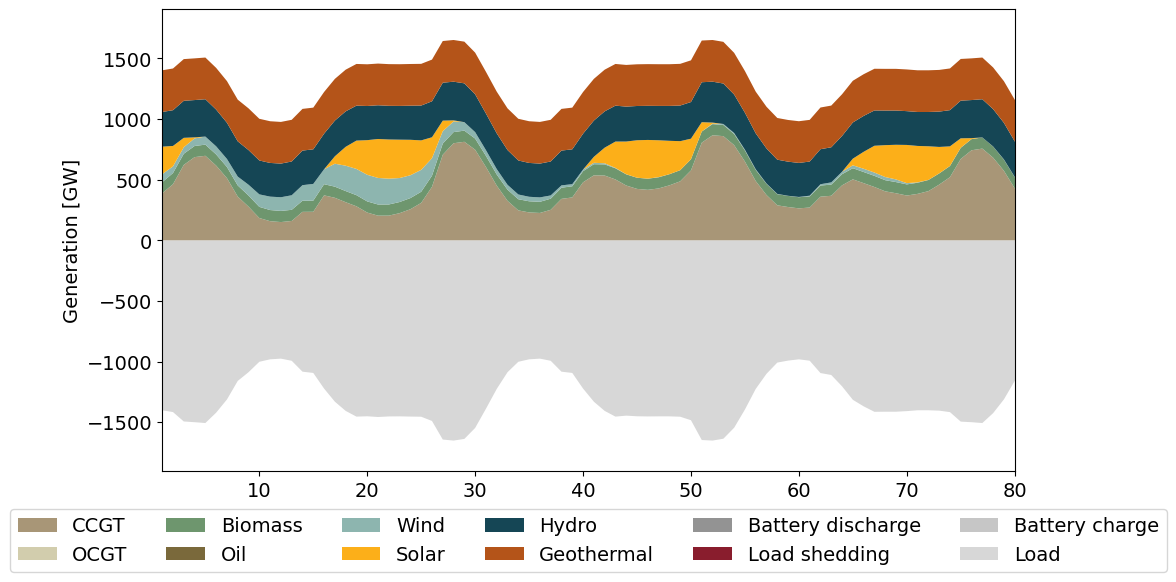 1500
1000
500
0
−500
−1000
−1500
Generation [GW]
10 20 30 40 50 60 70 80
CCGT Biomass Wind Hydro Battery discharge Battery charge
OCGT Oil Solar Geothermal Load shedding Load